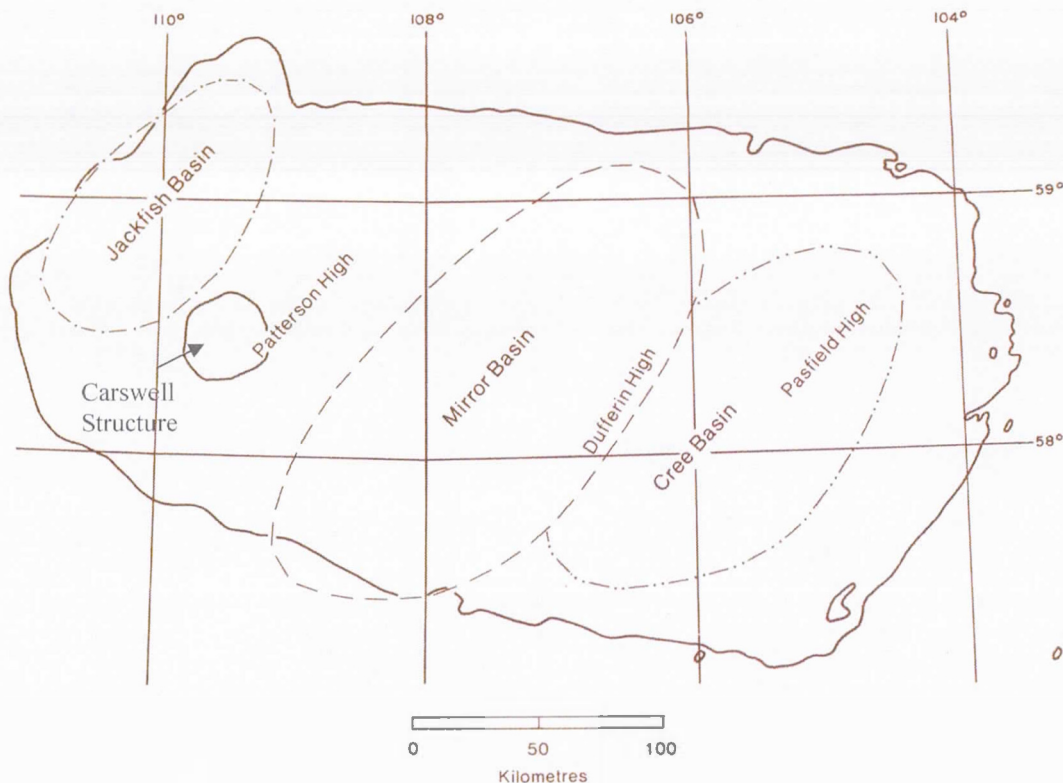 110°
108°
106°
104°
59°
Jackfish Basin
Patterson High
Carswell
Structure
Mirror Basin
Dufferin High
Pasfield High
Cree Basin
58°
0
50
100
Kilometres